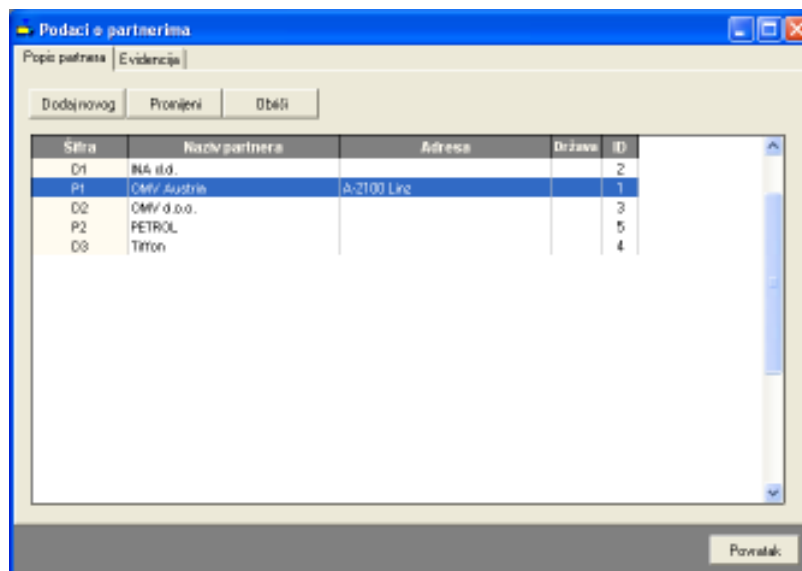 Podaci o partnerima
Popis partnera Evidencija
Dodaj novog Promijeni Obriši
Šifra Naziv partnera Adresa Država ID
D1 INA d.d. 2
P1 OMV Austria A-2100 Linz 1
D2 OMV d.o.o. 3
P2 PETROL 5
D3 Tifon 4
Povratak